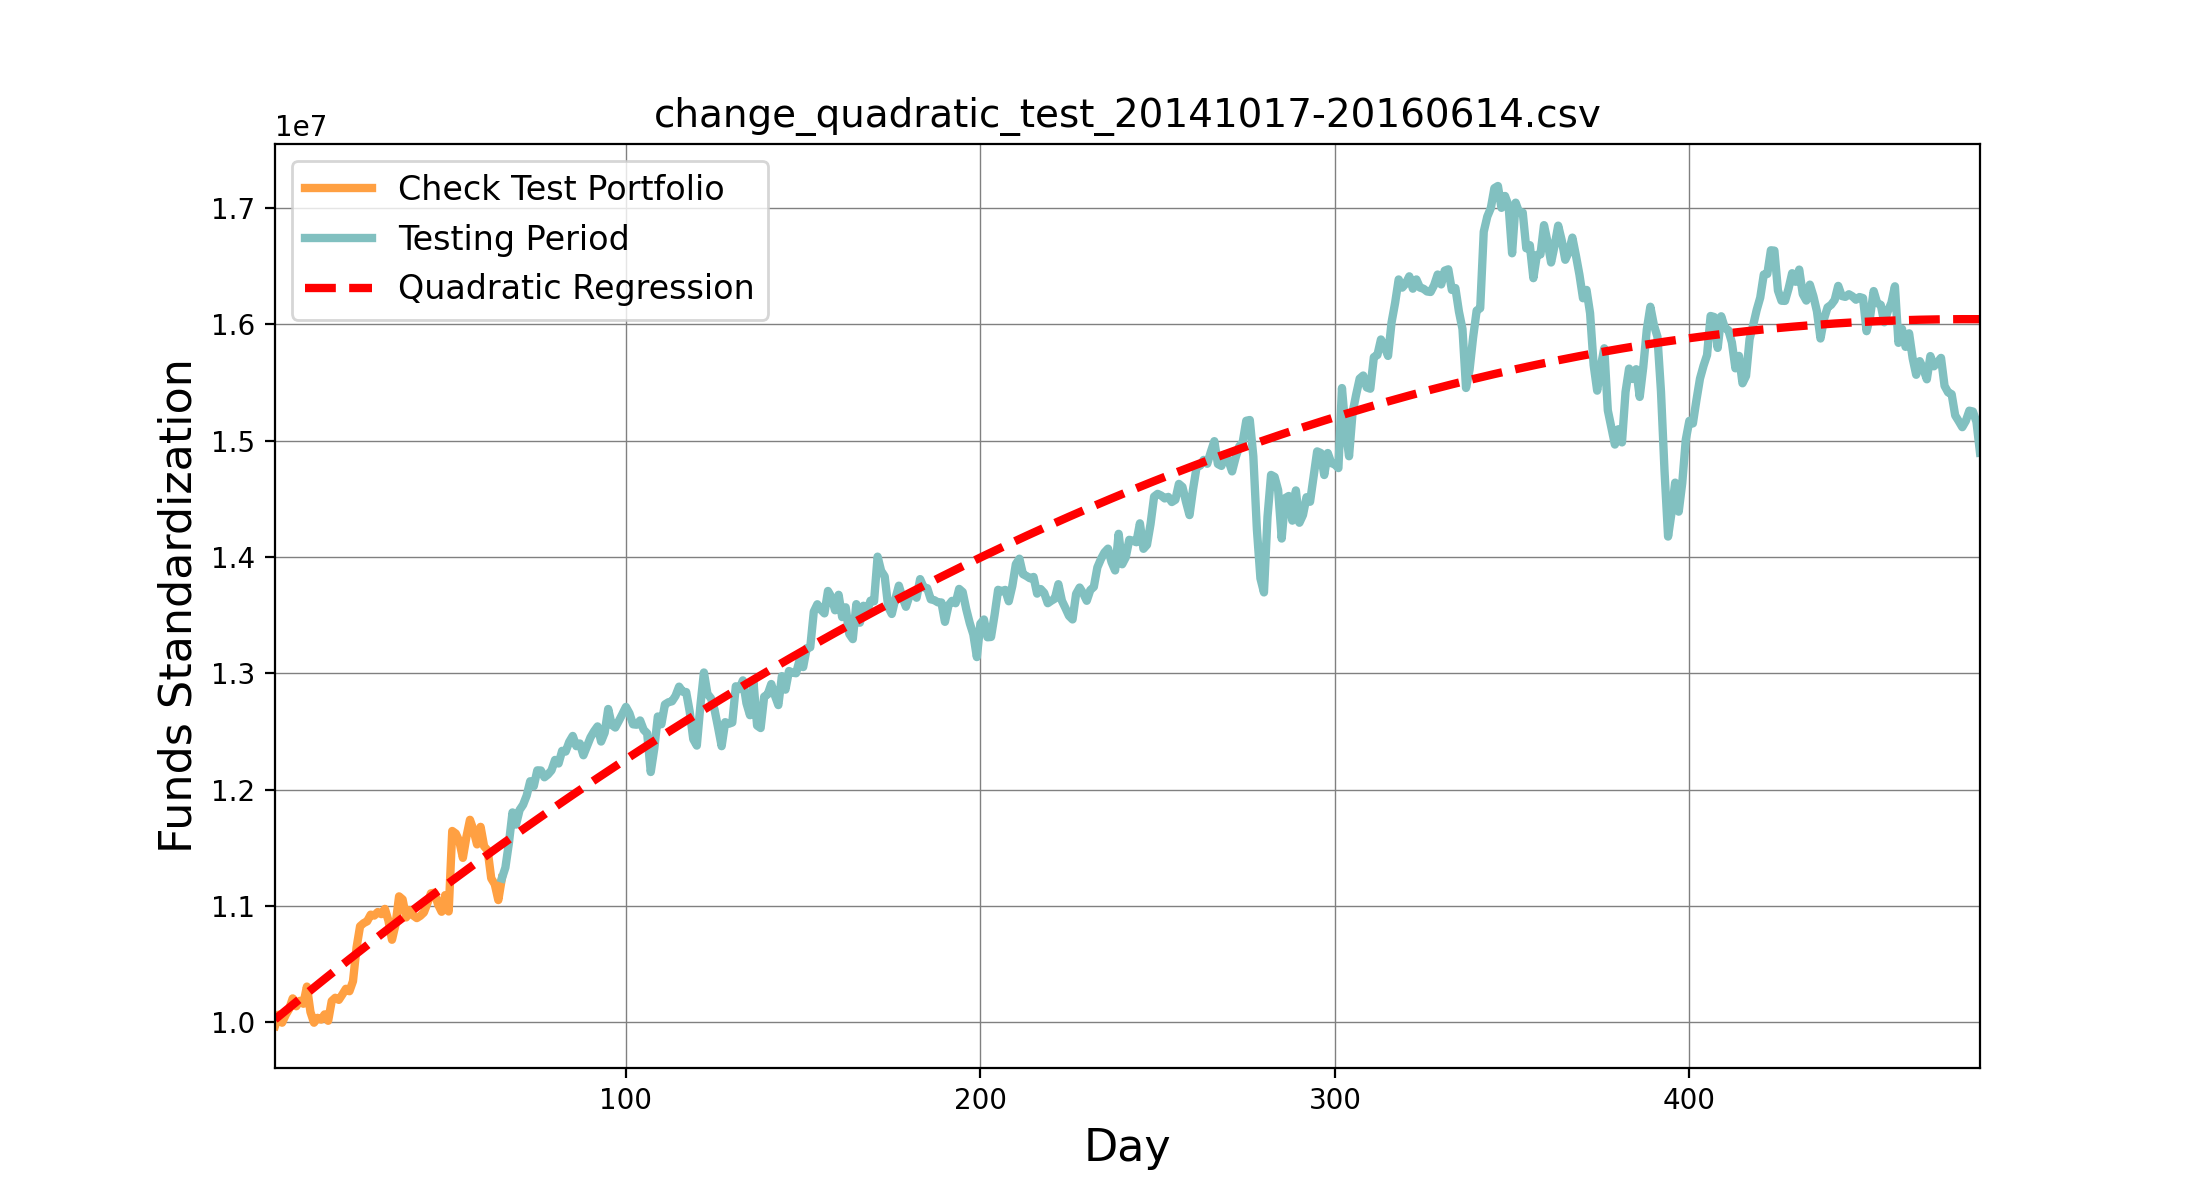 change_quadratic_test_20141017-20160614.csv
1e7
Check Test Portfolio
Testing Period
Quadratic Regression
1.7
1.6
1.5
1.4
1.3
1.2
1.1
1.0
Funds Standardization
100 200 300 400
Day